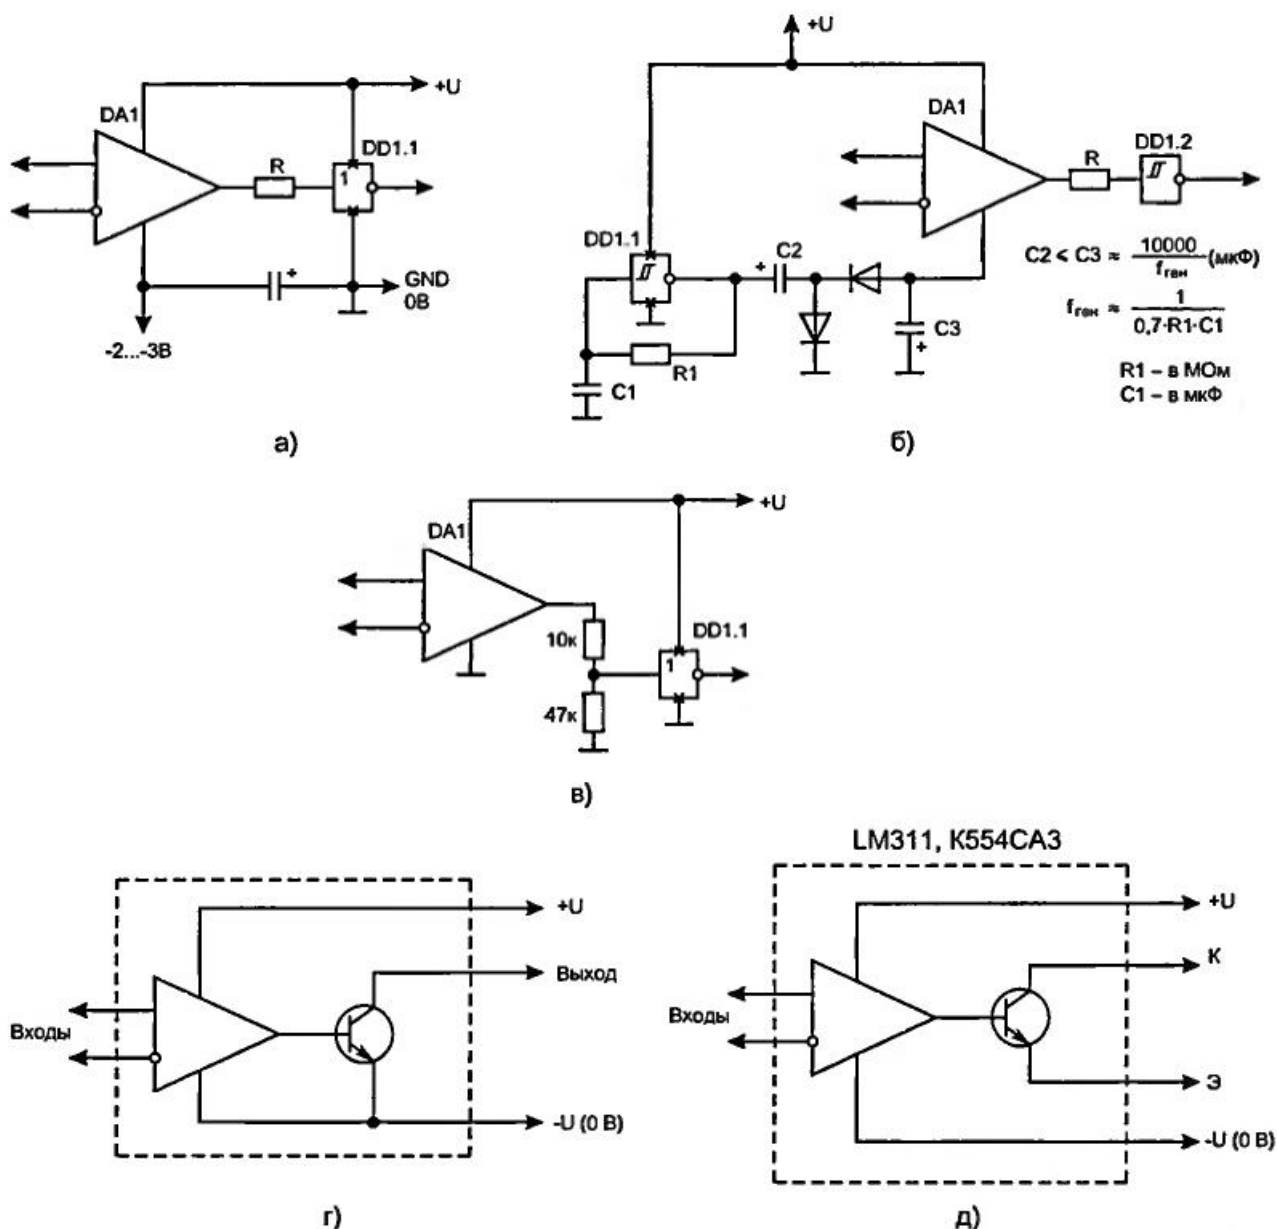 +U
DA1
R
DD1.1
1
GND
0В
-2...-3В
а)
+U
DA1
DD1.2
R
DD1.1
C2
C3
R1
C1
C2 < C3 ≈ 10000/fген (мкФ)
fген ≈ 1/0,7·R1·C1
R1 – в МОм
C1 – в мкФ
б)
+U
DA1
10к
DD1.1
1
47к
в)
+U
Выход
Входы
-U (0 В)
г)
LM311, К554СА3
+U
К
Входы
Э
-U (0 В)
д)